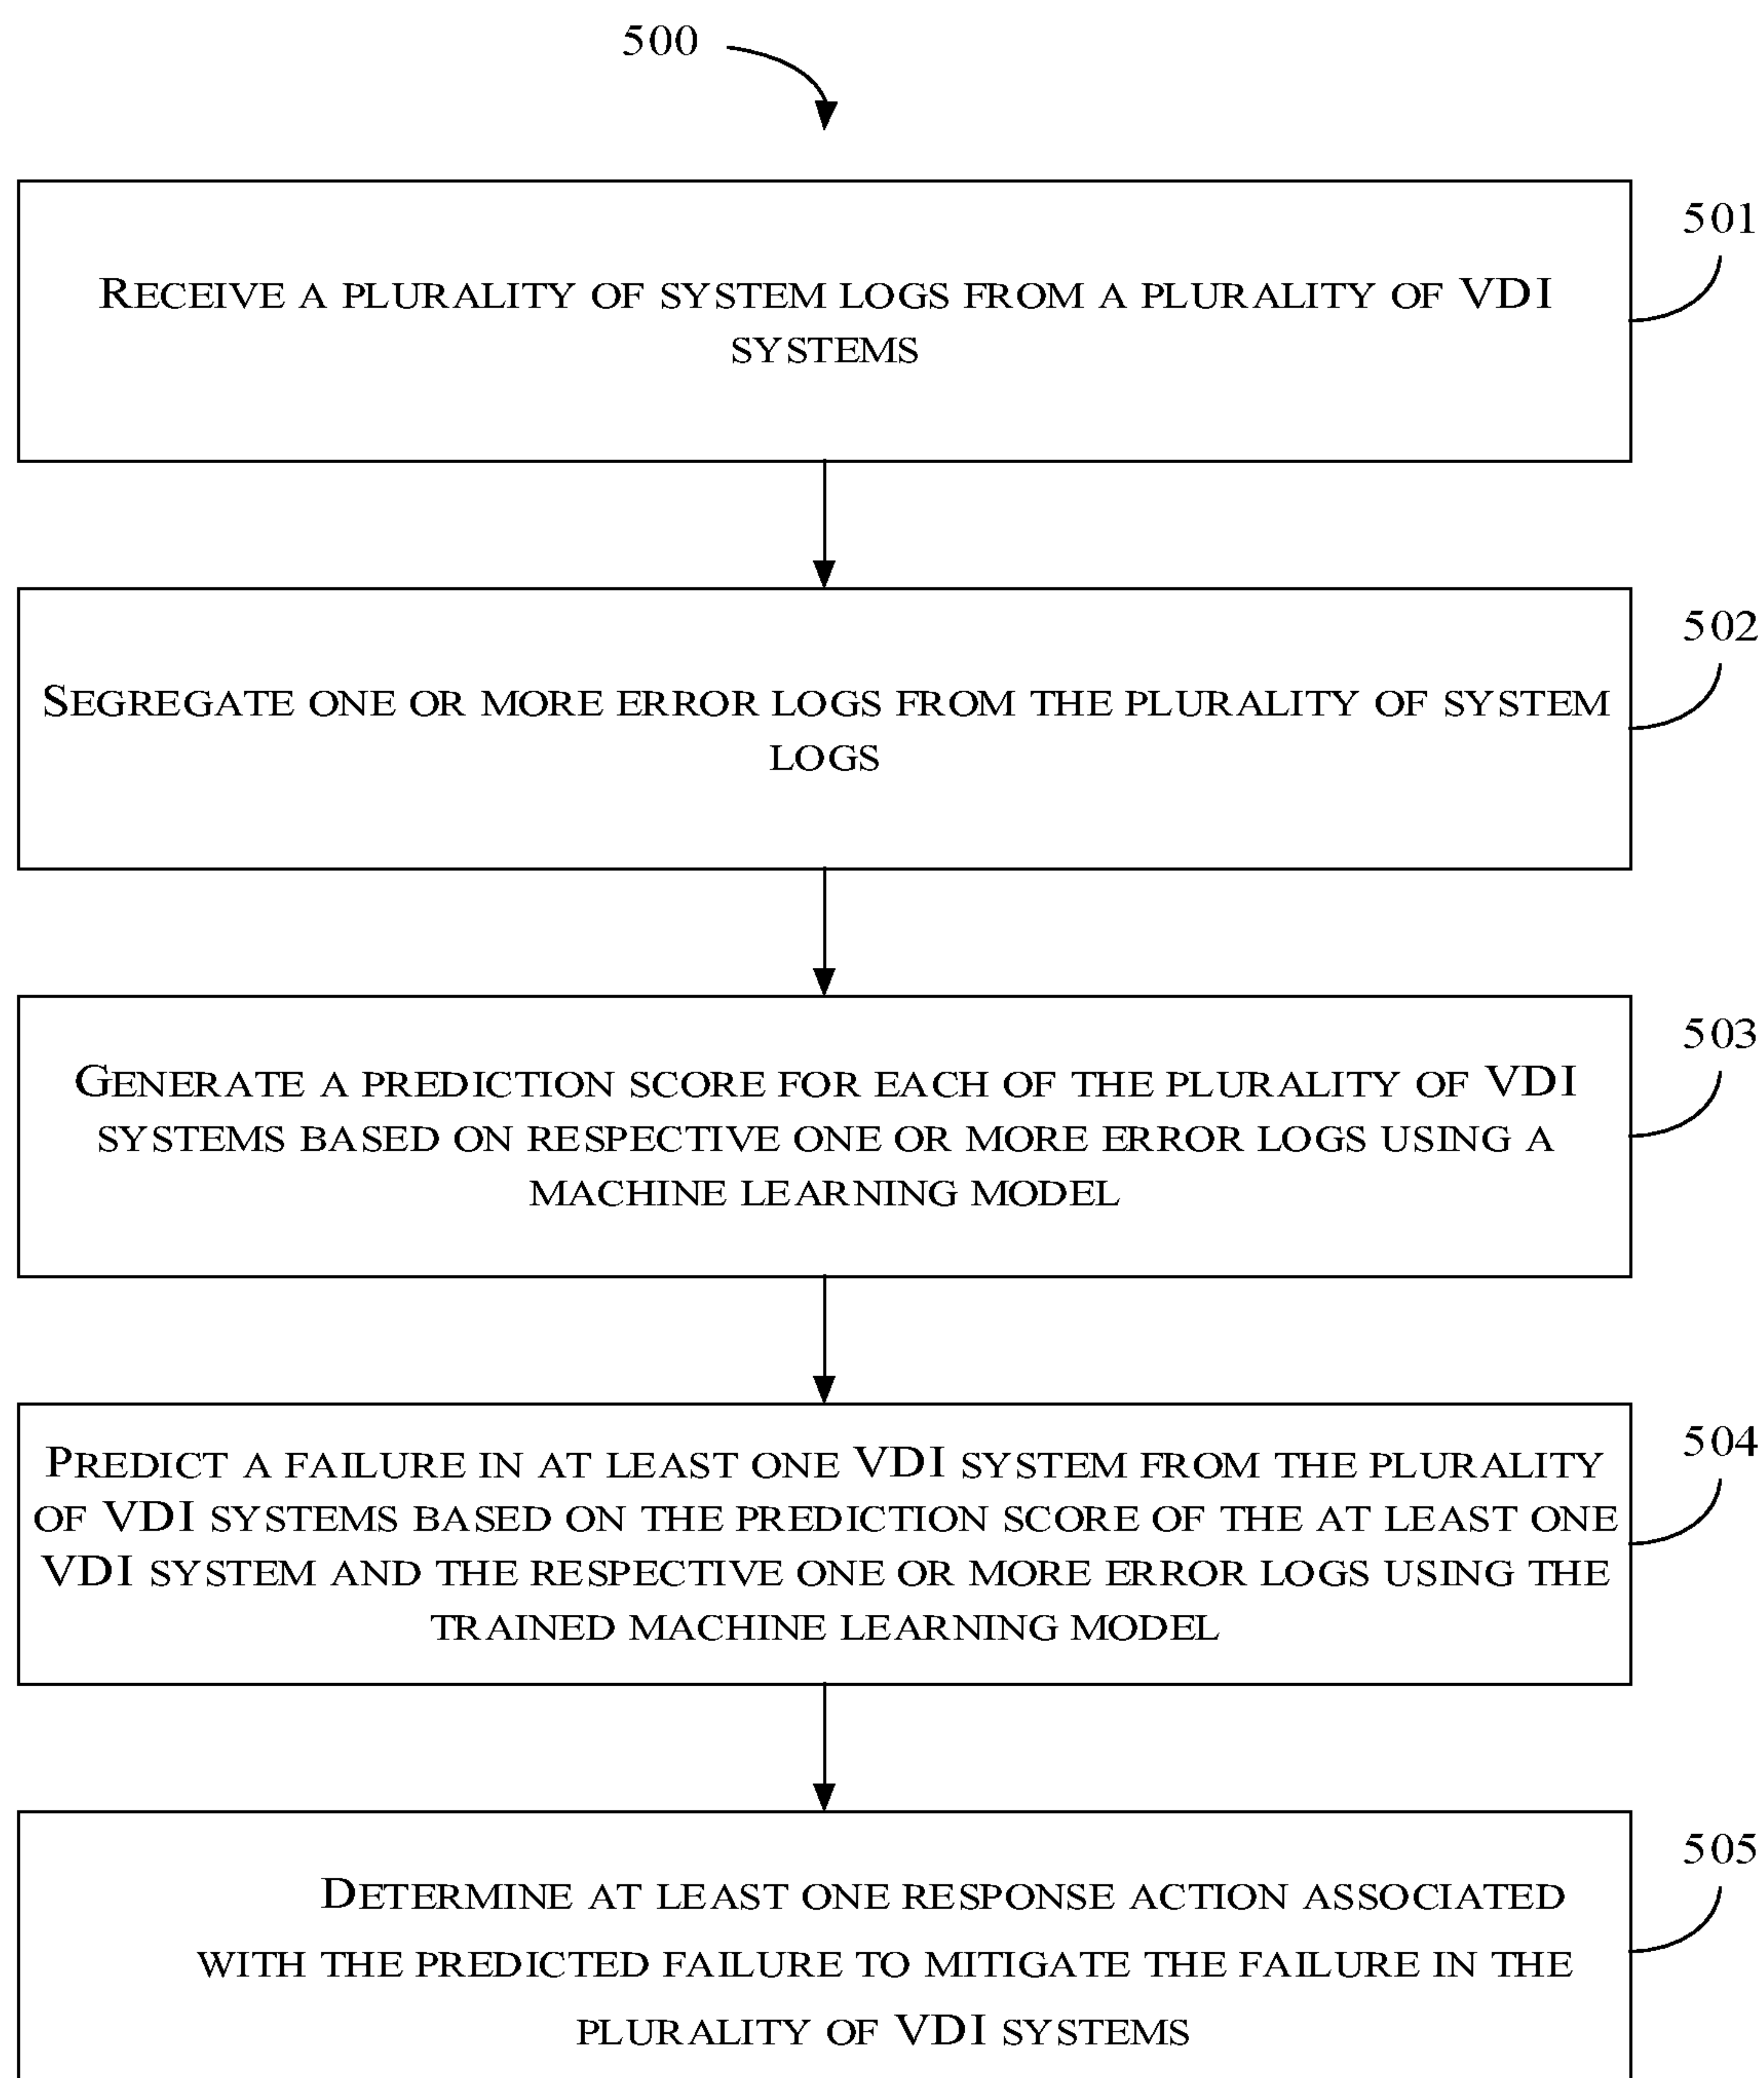 500
501
RECEIVE A PLURALITY OF SYSTEM LOGS FROM A PLURALITY OF VDI
SYSTEMS
502
SEGREGATE ONE OR MORE ERROR LOGS FROM THE PLURALITY OF SYSTEM
LOGS
503
GENERATE A PREDICTION SCORE FOR EACH OF THE PLURALITY OF VDI
SYSTEMS BASED ON RESPECTIVE ONE OR MORE ERROR LOGS USING A
MACHINE LEARNING MODEL
504
PREDICT A FAILURE IN AT LEAST ONE VDI SYSTEM FROM THE PLURALITY
OF VDI SYSTEMS BASED ON THE PREDICTION SCORE OF THE AT LEAST ONE
VDI SYSTEM AND THE RESPECTIVE ONE OR MORE ERROR LOGS USING THE
TRAINED MACHINE LEARNING MODEL
505
DETERMINE AT LEAST ONE RESPONSE ACTION ASSOCIATED
WITH THE PREDICTED FAILURE TO MITIGATE THE FAILURE IN THE
PLURALITY OF VDI SYSTEMS